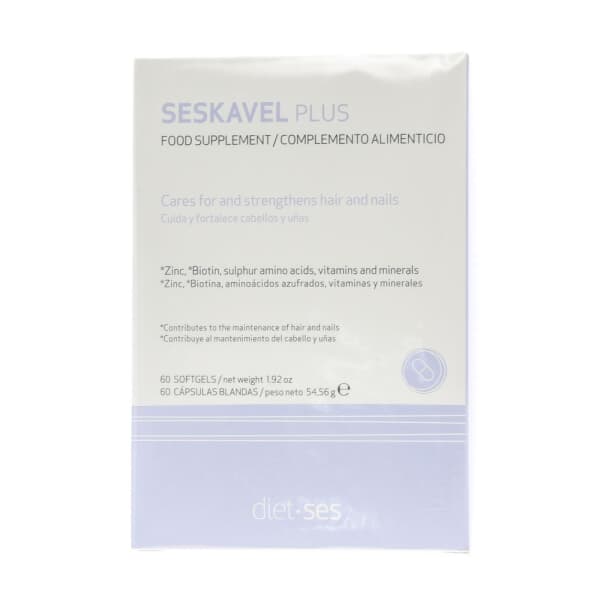 SESKAVEL PLUS
FOOD SUPPLEMENT / COMPLEMENTO ALIMENTICIO
Cares for and strengthens hair and nails
Cuida y fortalece cabellos y uñas
*Zinc, *Biotin, sulphur amino acids, vitamins and minerals
*Zinc, *Biotina, aminoácidos azufrados, vitaminas y minerales
*Contributes to the maintenance of hair and nails
*Contribuye al mantenimiento del cabello y uñas
60 SOFTGELS / net weight 1.92 oz
60 CÁPSULAS BLANDAS / peso neto 54,56 g ℮
diet·ses